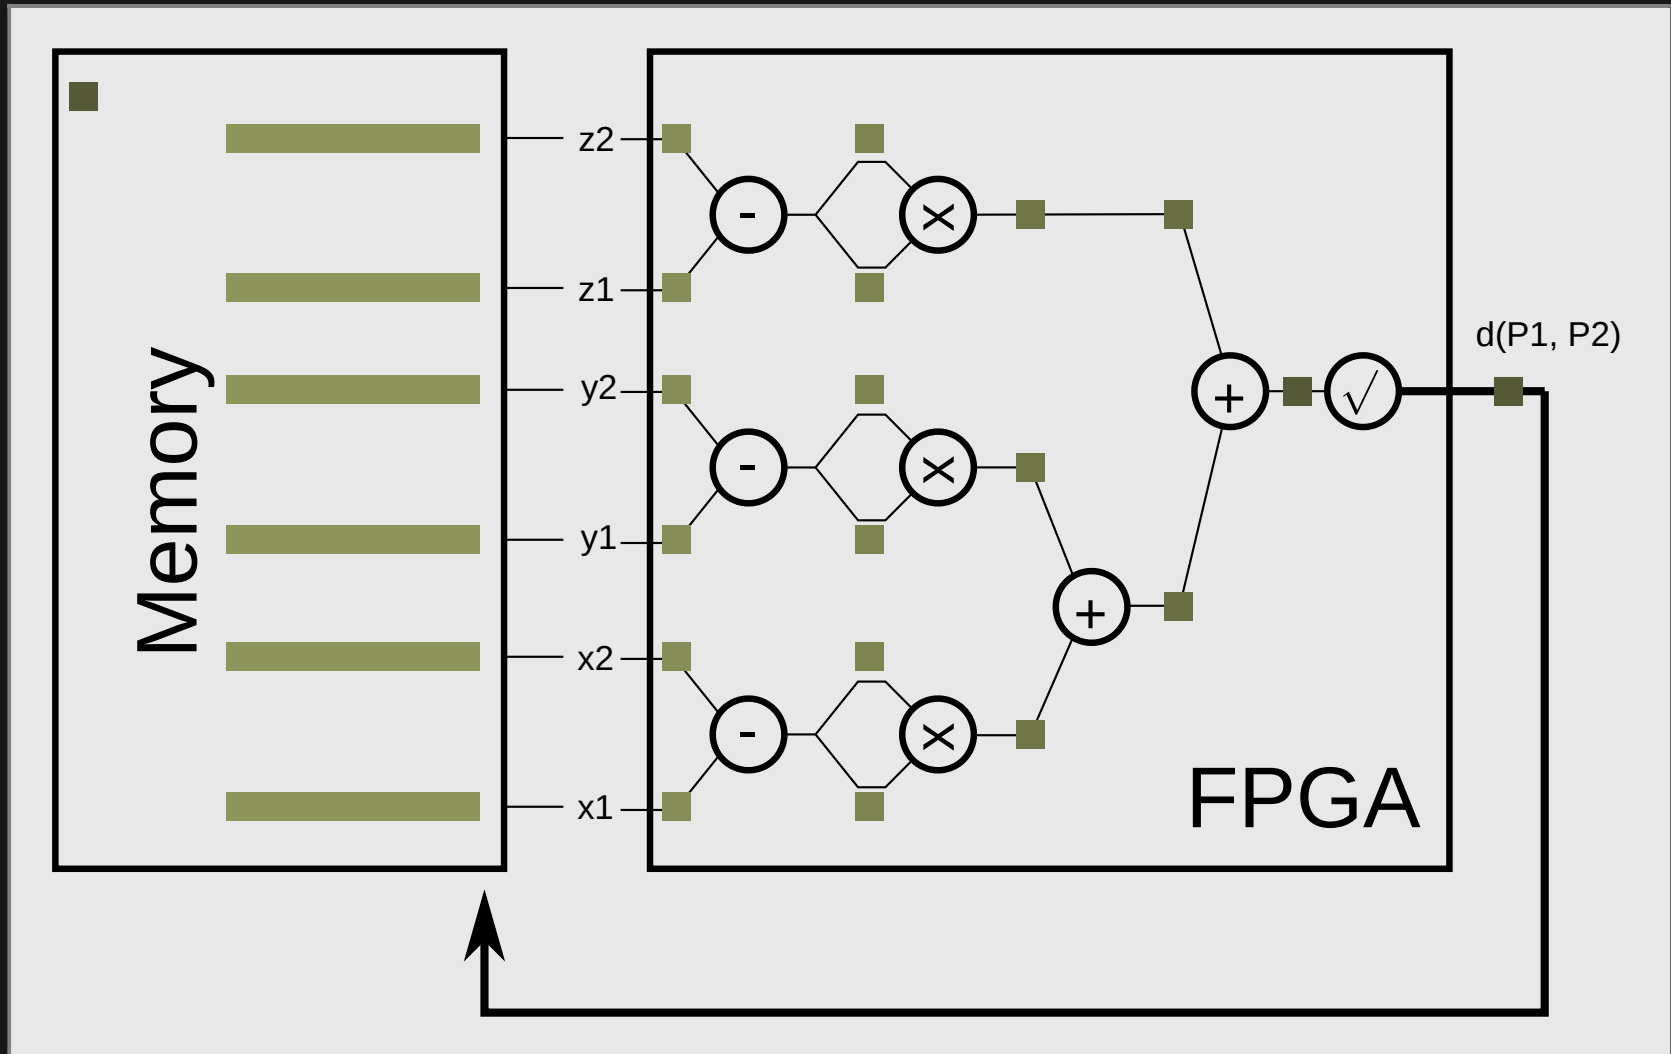 Memory
z2
z1
y2
y1
x2
x1
-
x
-
x
-
x
+
+
√
d(P1, P2)
FPGA